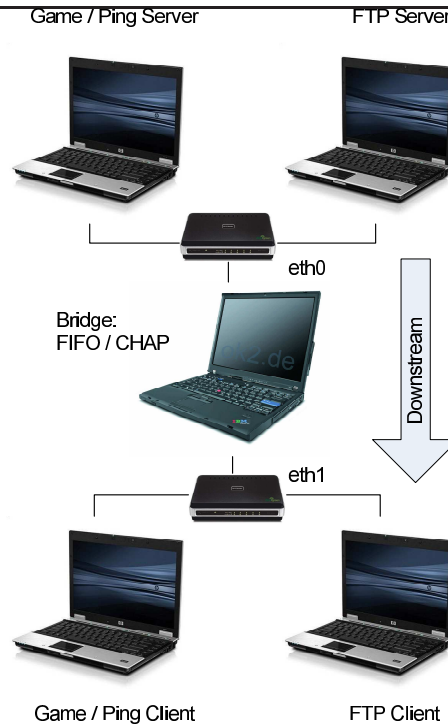 Game / Ping Server
FTP Server
eth0
Bridge:
FIFO / CHAP
Downstream
eth1
Game / Ping Client
FTP Client